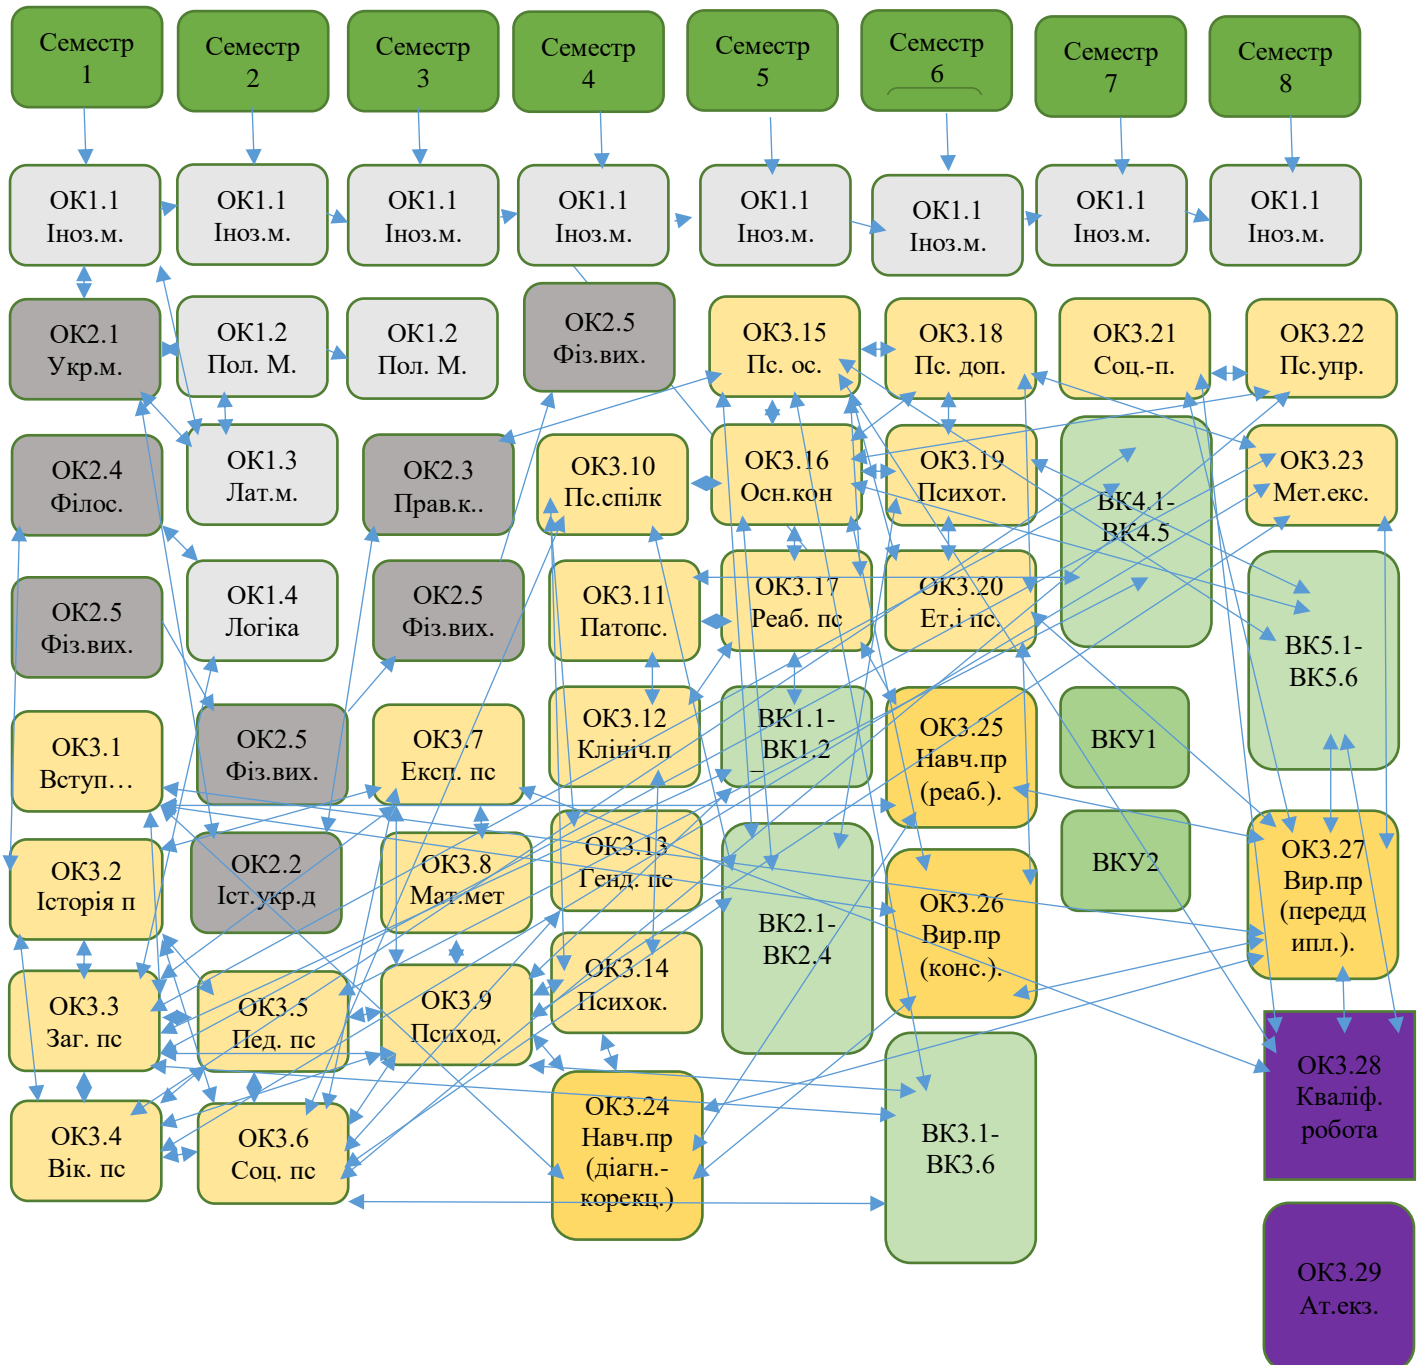 Семестр
1
Семестр
2
Семестр
3
Семестр
4
Семестр
5
Семестр
6
Семестр
7
Семестр
8
ОК1.1
Іноз.м.
ОК1.1
Іноз.м.
ОК1.1
Іноз.м.
ОК1.1
Іноз.м.
ОК1.1
Іноз.м.
ОК1.1
Іноз.м.
ОК1.1
Іноз.м.
ОК1.1
Іноз.м.
ОК2.1
Укр.м.
ОК1.2
Пол. М.
ОК1.2
Пол. М.
ОК2.5
Фіз.вих.
ОК3.15
Пс. ос.
ОК3.18
Пс. доп.
ОК3.21
Соц.-п.
ОК3.22
Пс.упр.
ОК2.4
Філос.
ОК1.3
Лат.м.
ОК2.3
Прав.к..
ОК3.10
Пс.спілк
ОК3.16
Осн.кон
ОК3.19
Психот.
ВК4.1-
ВК4.5
ОК3.23
Мет.екс.
ОК2.5
Фіз.вих.
ОК1.4
Логіка
ОК2.5
Фіз.вих.
ОК3.11
Патопс.
ОК3.17
Реаб. пс
ОК3.20
Ет.і пс.
ВК5.1-
ВК5.6
ОК3.1
Вступ…
ОК2.5
Фіз.вих.
ОК3.7
Експ. пс
ОК3.12
Клініч.п
ВК1.1-
_ВК1.2
ОК3.25
Навч.пр
(реаб.).
ВКУ1
ОК3.2
Історія п
ОК2.2
Іст.укр.д
ОК3.8
Мат.мет
ОК3.13
Генд. пс
ВК2.1-
ВК2.4
ОК3.26
Вир.пр
(конс.).
ВКУ2
ОК3.27
Вир.пр
(передд
ипл.).
ОК3.3
Заг. пс
ОК3.5
Пед. пс
ОК3.9
Психод.
ОК3.14
Психок.
ОК3.4
Вік. пс
ОК3.6
Соц. пс
ОК3.24
Навч.пр
(діагн.-
корекц.)
ВК3.1-
ВК3.6
ОК3.28
Кваліф.
робота
ОК3.29
Ат.екз.